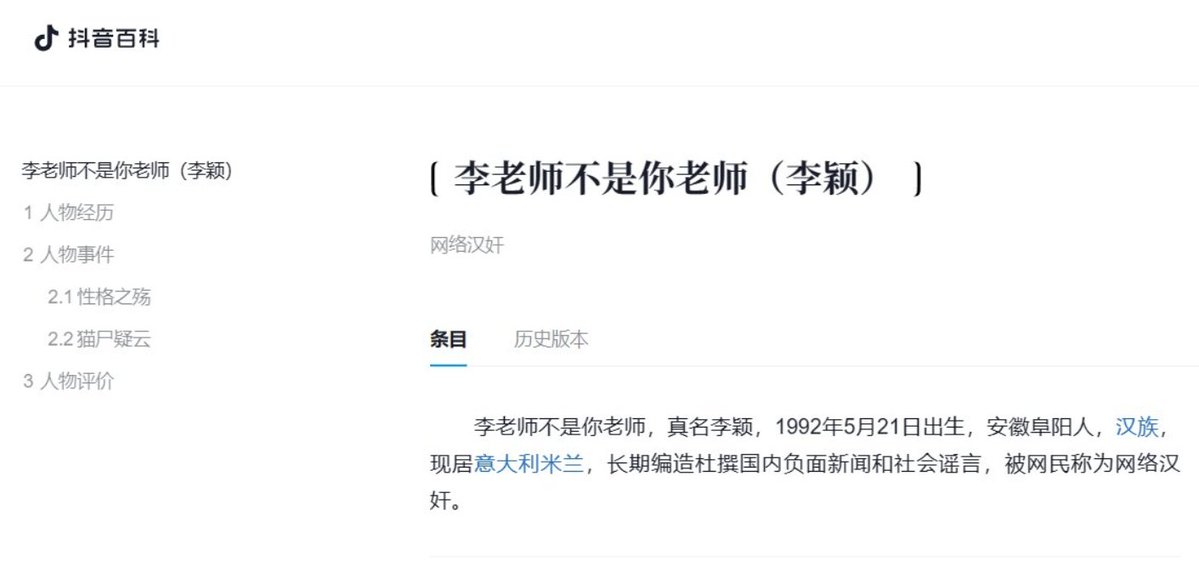 抖音百科
李老师不是你老师（李颖）
1 人物经历
2 人物事件
2.1 性格之殇
2.2 猫尸疑云
3 人物评价
[ 李老师不是你老师（李颖） ]
网络汉奸
条目 历史版本
李老师不是你老师，真名李颖，1992年5月21日出生，安徽阜阳人，汉族，
现居意大利米兰，长期编造杜撰国内负面新闻和社会谣言，被网民称为网络汉
奸。